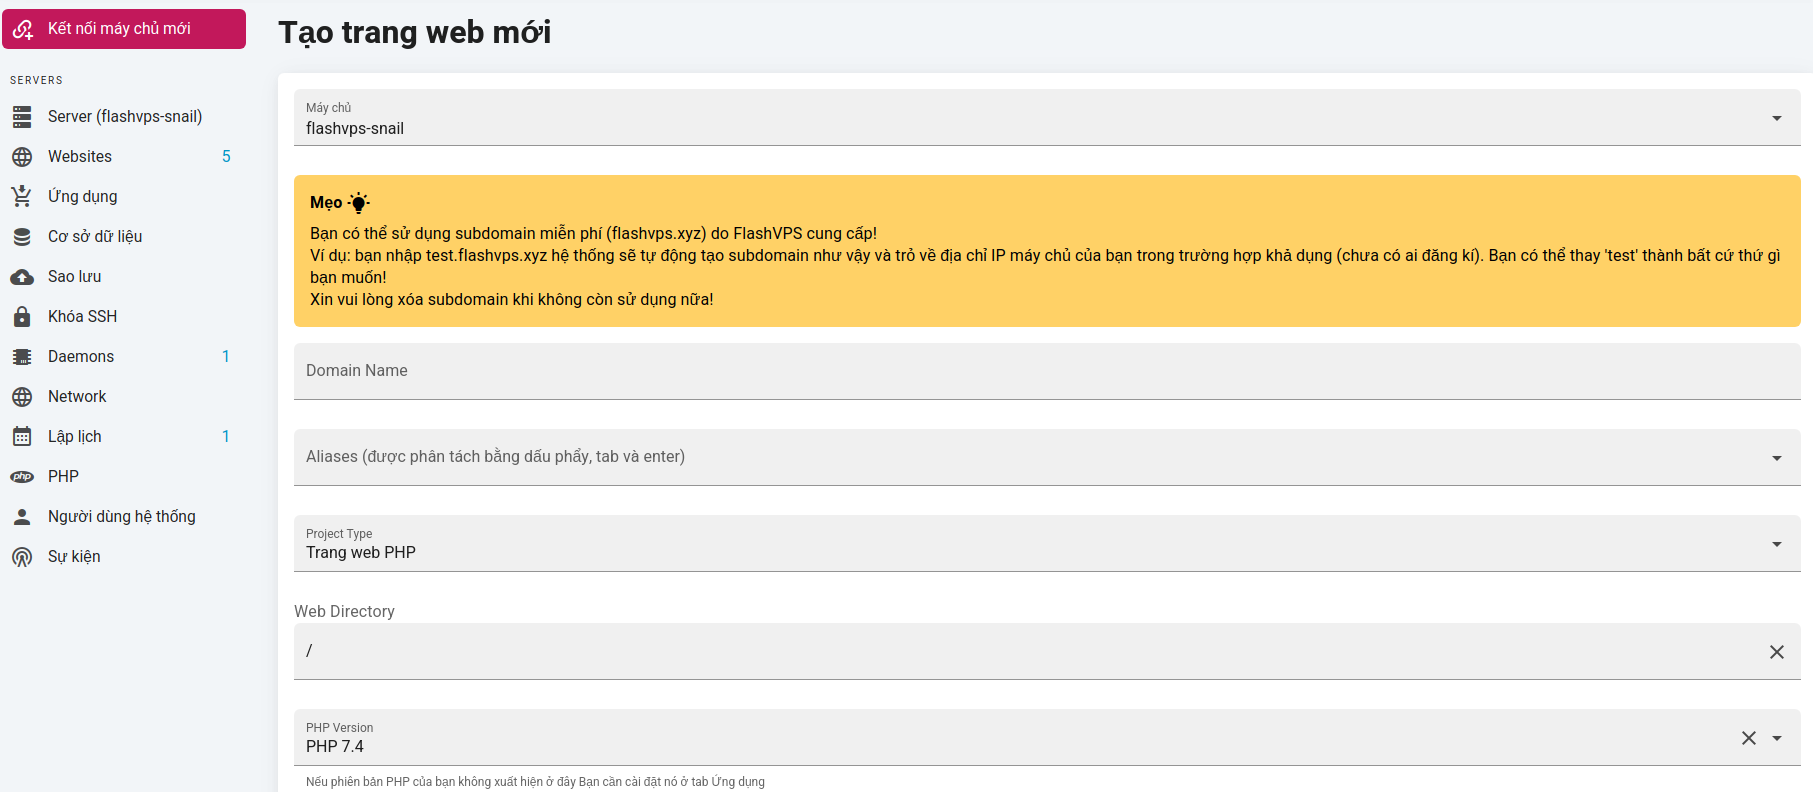 Kết nối máy chủ mới
SERVERS
Server (flashvps-snail)
Websites 5
Ứng dụng
Cơ sở dữ liệu
Sao lưu
Khóa SSH
Daemons 1
Network
Lập lịch 1
php PHP
Người dùng hệ thống
Sự kiện
Tạo trang web mới
Máy chủ
flashvps-snail
Mẹo
Bạn có thể sử dụng subdomain miễn phí (flashvps.xyz) do FlashVPS cung cấp!
Ví dụ: bạn nhập test.flashvps.xyz hệ thống sẽ tự động tạo subdomain như vậy và trỏ về địa chỉ IP máy chủ của bạn trong trường hợp khả dụng (chưa có ai đăng kí). Bạn có thể thay 'test' thành bất cứ thứ gì
bạn muốn!
Xin vui lòng xóa subdomain khi không còn sử dụng nữa!
Domain Name
Aliases (được phân tách bằng dấu phẩy, tab và enter)
Project Type
Trang web PHP
Web Directory
/
PHP Version
PHP 7.4
Nếu phiên bản PHP của bạn không xuất hiện ở đây Bạn cần cài đặt nó ở tab Ứng dụng